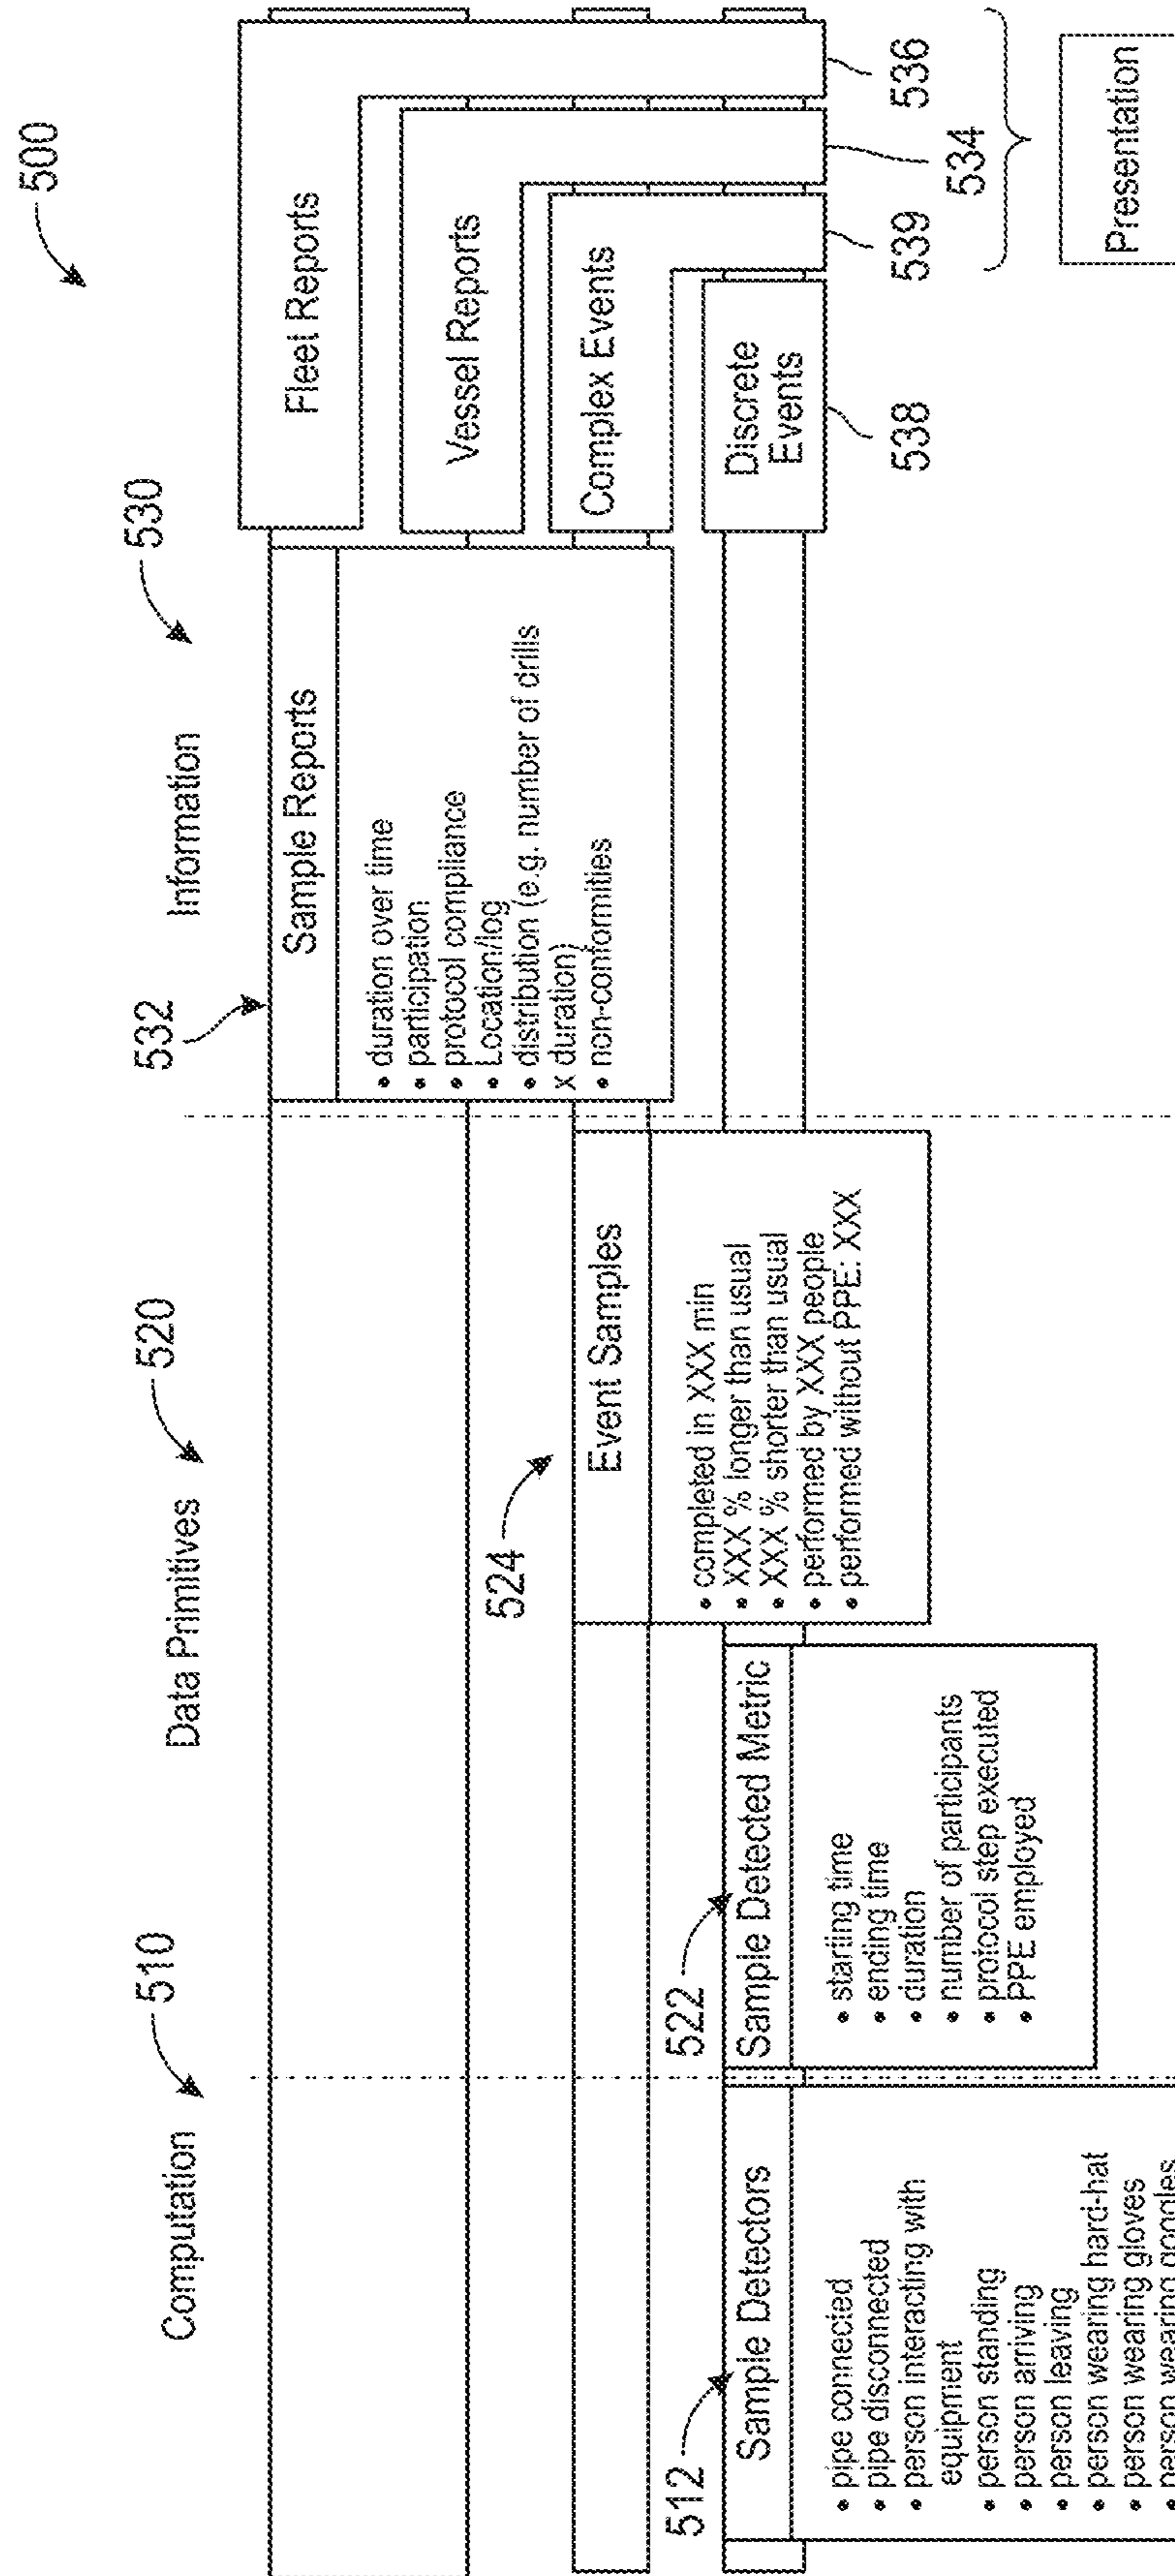 500
Computation
510
Data Primitives
520
Information
530
532
Sample Reports
• duration over time
• participation
• protocol compliance
• Location/log
• distribution (e.g. number of drills
x duration)
• non-conformities
Fleet Reports
Vessel Reports
Complex Events
Discrete
Events
524
Event Samples
• completed in XXX min
• XXX % longer than usual
• XXX % shorter than usual
• performed by XXX people
• performed without PPE: XXX
522
Sample Detected Metric
• starting time
• ending time
• duration
• number of participants
• protocol step executed
• PPE employed
512
Sample Detectors
• pipe connected
• pipe disconnected
• person interacting with
equipment
• person standing
• person arriving
• person leaving
• person wearing hard-hat
• person wearing gloves
• person wearing goggles
538
539
534
536
Presentation